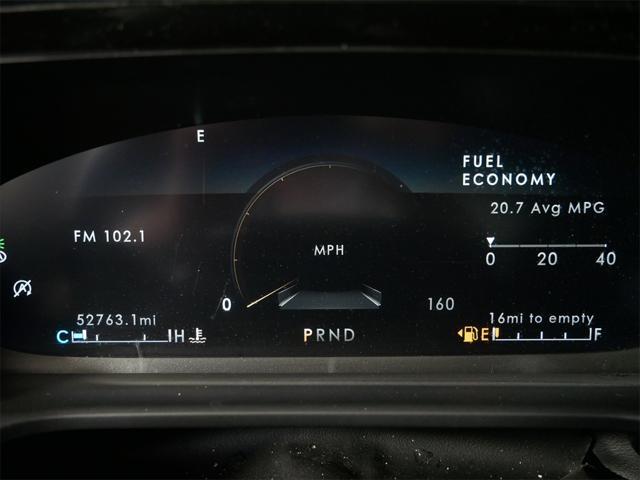 E
FUEL
ECONOMY
20.7 Avg MPG
FM 102.1
MPH
0 20 40
0
160
52763.1mi
16mi to empty
C H
PRND
E F